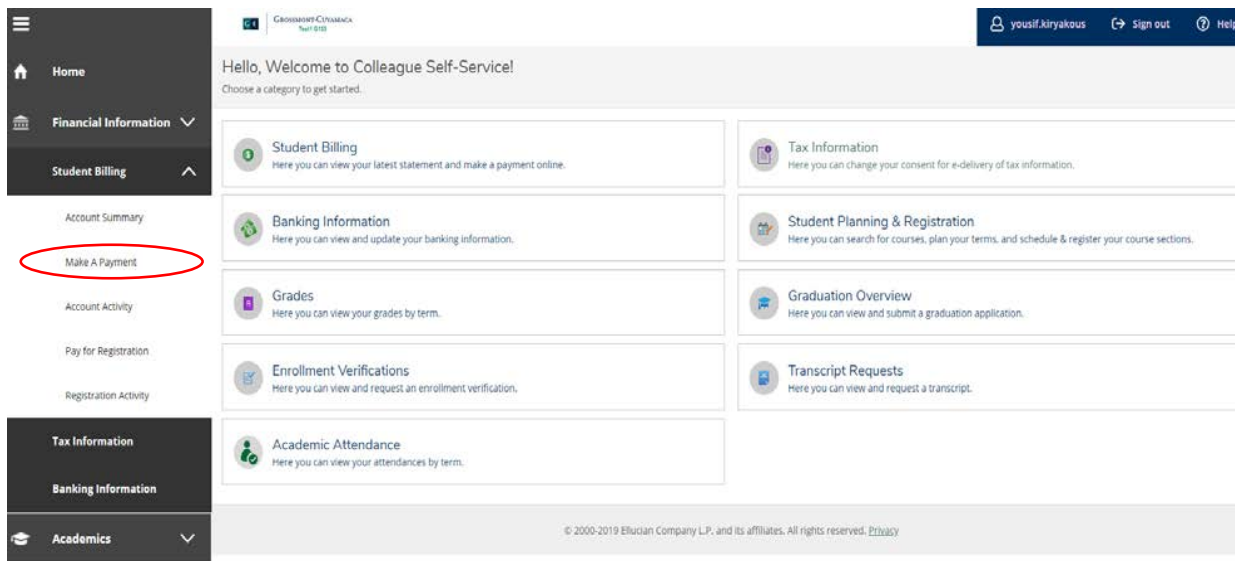 GROSSMONT-CUYAMACA
yousif.kiryakous
Sign out
Help
Home
Financial Information
Student Billing
Account Summary
Make A Payment
Account Activity
Pay for Registration
Registration Activity
Tax Information
Banking Information
Academics
Hello, Welcome to Colleague Self-Service!
Choose a category to get started.
Student Billing
Here you can view your latest statement and make a payment online.
Tax Information
Here you can change your consent for e-delivery of tax information.
Banking Information
Here you can view and update your banking information.
Student Planning & Registration
Here you can search for courses, plan your terms, and schedule & register your course sections.
Grades
Here you can view your grades by term.
Graduation Overview
Here you can view and submit a graduation application.
Enrollment Verifications
Here you can view and request an enrollment verification.
Transcript Requests
Here you can view and request a transcript.
Academic Attendance
Here you can view your attendances by term.
© 2000-2019 Ellucian Company L.P. and its affiliates. All rights reserved. Privacy